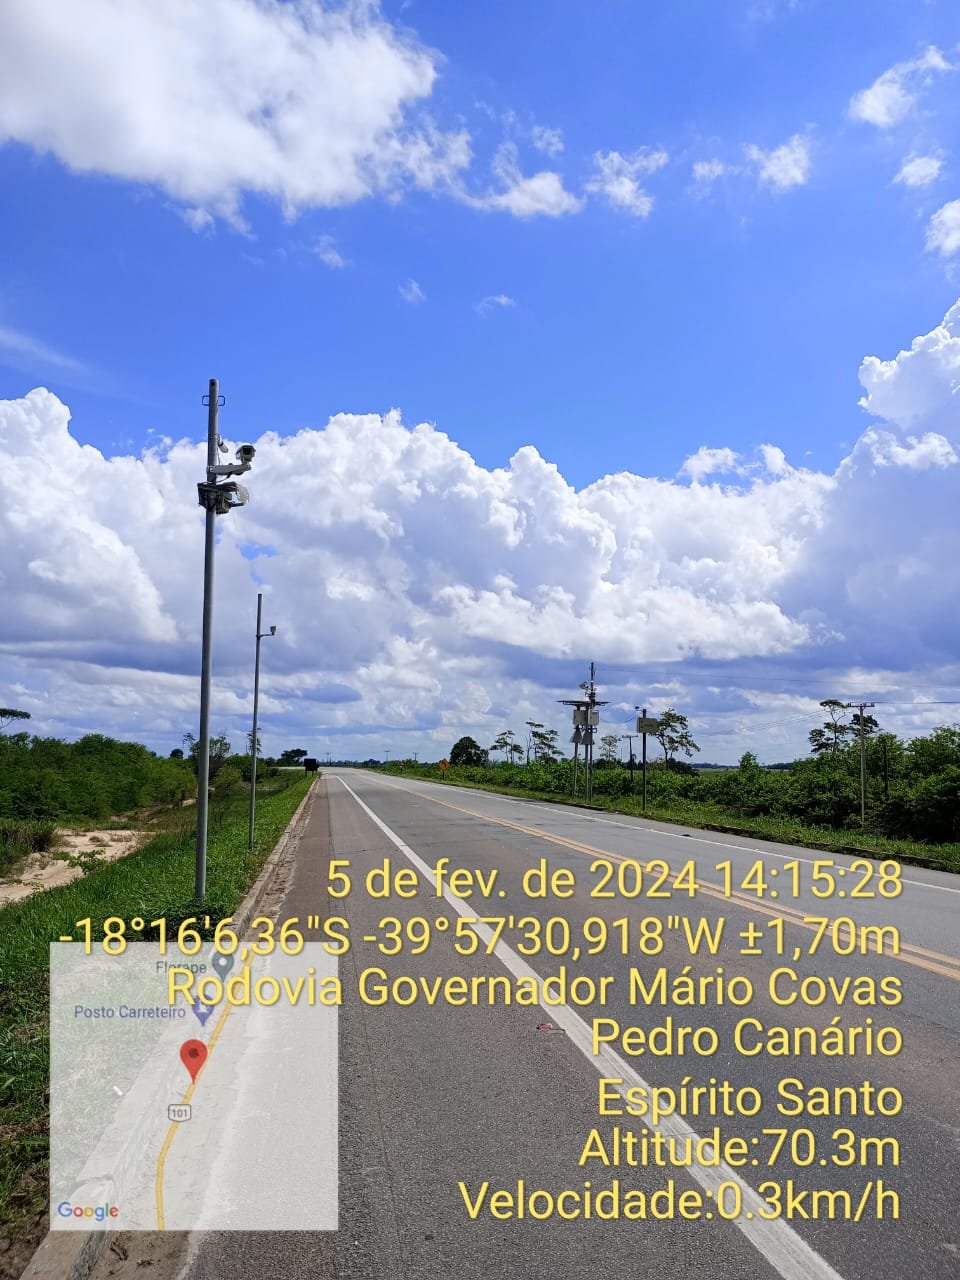 5 de fev. de 2024 14:15:28
-18°16'6,36"S -39°57'30,918"W ±1,70m
Rodovia Governador Mário Covas
Pedro Canário
Espírito Santo
Altitude:70.3m
Velocidade:0.3km/h
Posto Carreteiro
101
Google